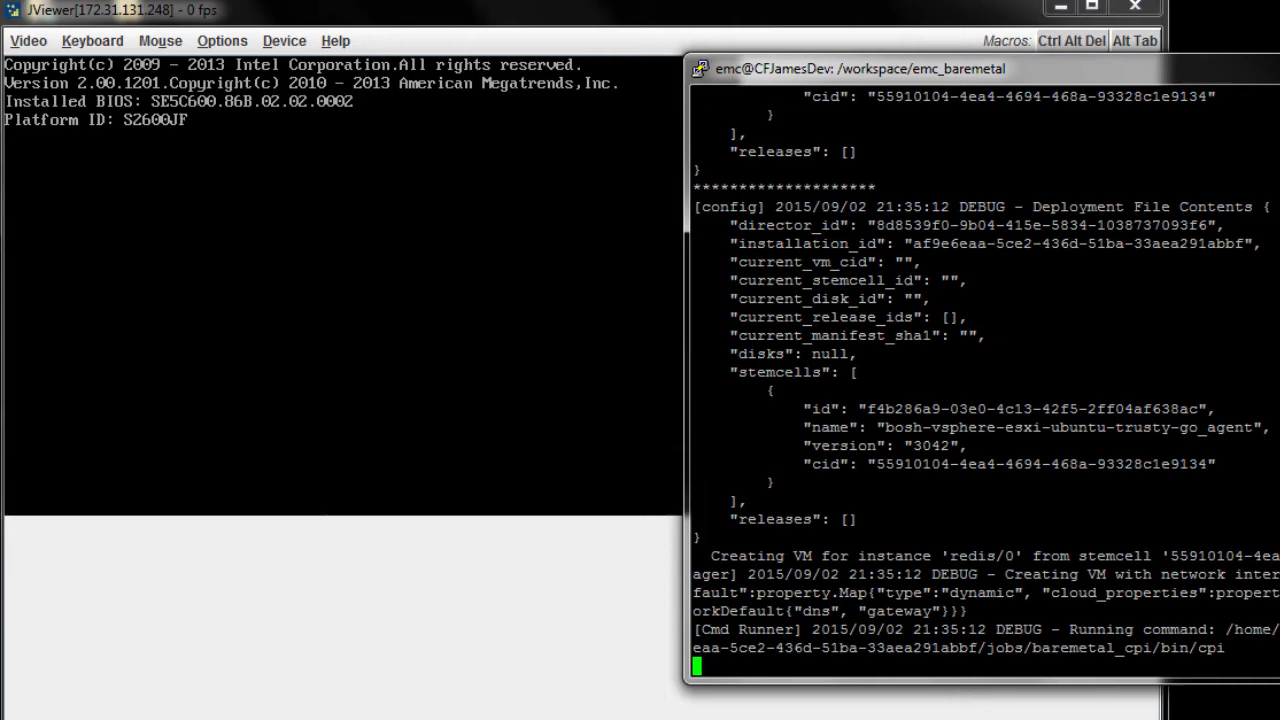 JViewer[172.31.131.248] - 0 fps
Video Keyboard Mouse Options Device Help Macros: Ctrl Alt Del Alt Tab
Copyright(c) 2009 - 2013 Intel Corporation.All rights reserved.
Version 2.00.1201.Copyright(c) 2010 - 2013 American Megatrends,Inc.
Installed BIOS: SE5C600.86B.02.02.0002
Platform ID: S2600JF
emc@CFJamesDev: /workspace/emc_baremetal
"cid": "55910104-4ea4-4694-468a-93328c1e9134"
}
],
"releases": []
}
********************
[config] 2015/09/02 21:35:12 DEBUG - Deployment File Contents {
"director_id": "8d8539f0-9b04-415e-5834-1038737093f6",
"installation_id": "af9e6eaa-5ce2-436d-51ba-33aea291abbf",
"current_vm_cid": "",
"current_stemcell_id": "",
"current_disk_id": "",
"current_release_ids": [],
"current_manifest_sha1": "",
"disks": null,
"stemcells": [
{
"id": "f4b286a9-03e0-4c13-42f5-2ff04af638ac",
"name": "bosh-vsphere-esxi-ubuntu-trusty-go_agent",
"version": "3042",
"cid": "55910104-4ea4-4694-468a-93328c1e9134"
}
],
"releases": []
}
Creating VM for instance 'redis/0' from stemcell '55910104-4ea
ager] 2015/09/02 21:35:12 DEBUG - Creating VM with network inter
fault":property.Map{"type":"dynamic", "cloud_properties":propert
orkDefault{"dns", "gateway"}}}
[Cmd Runner] 2015/09/02 21:35:12 DEBUG - Running command: /home/
eaa-5ce2-436d-51ba-33aea291abbf/jobs/baremetal_cpi/bin/cpi